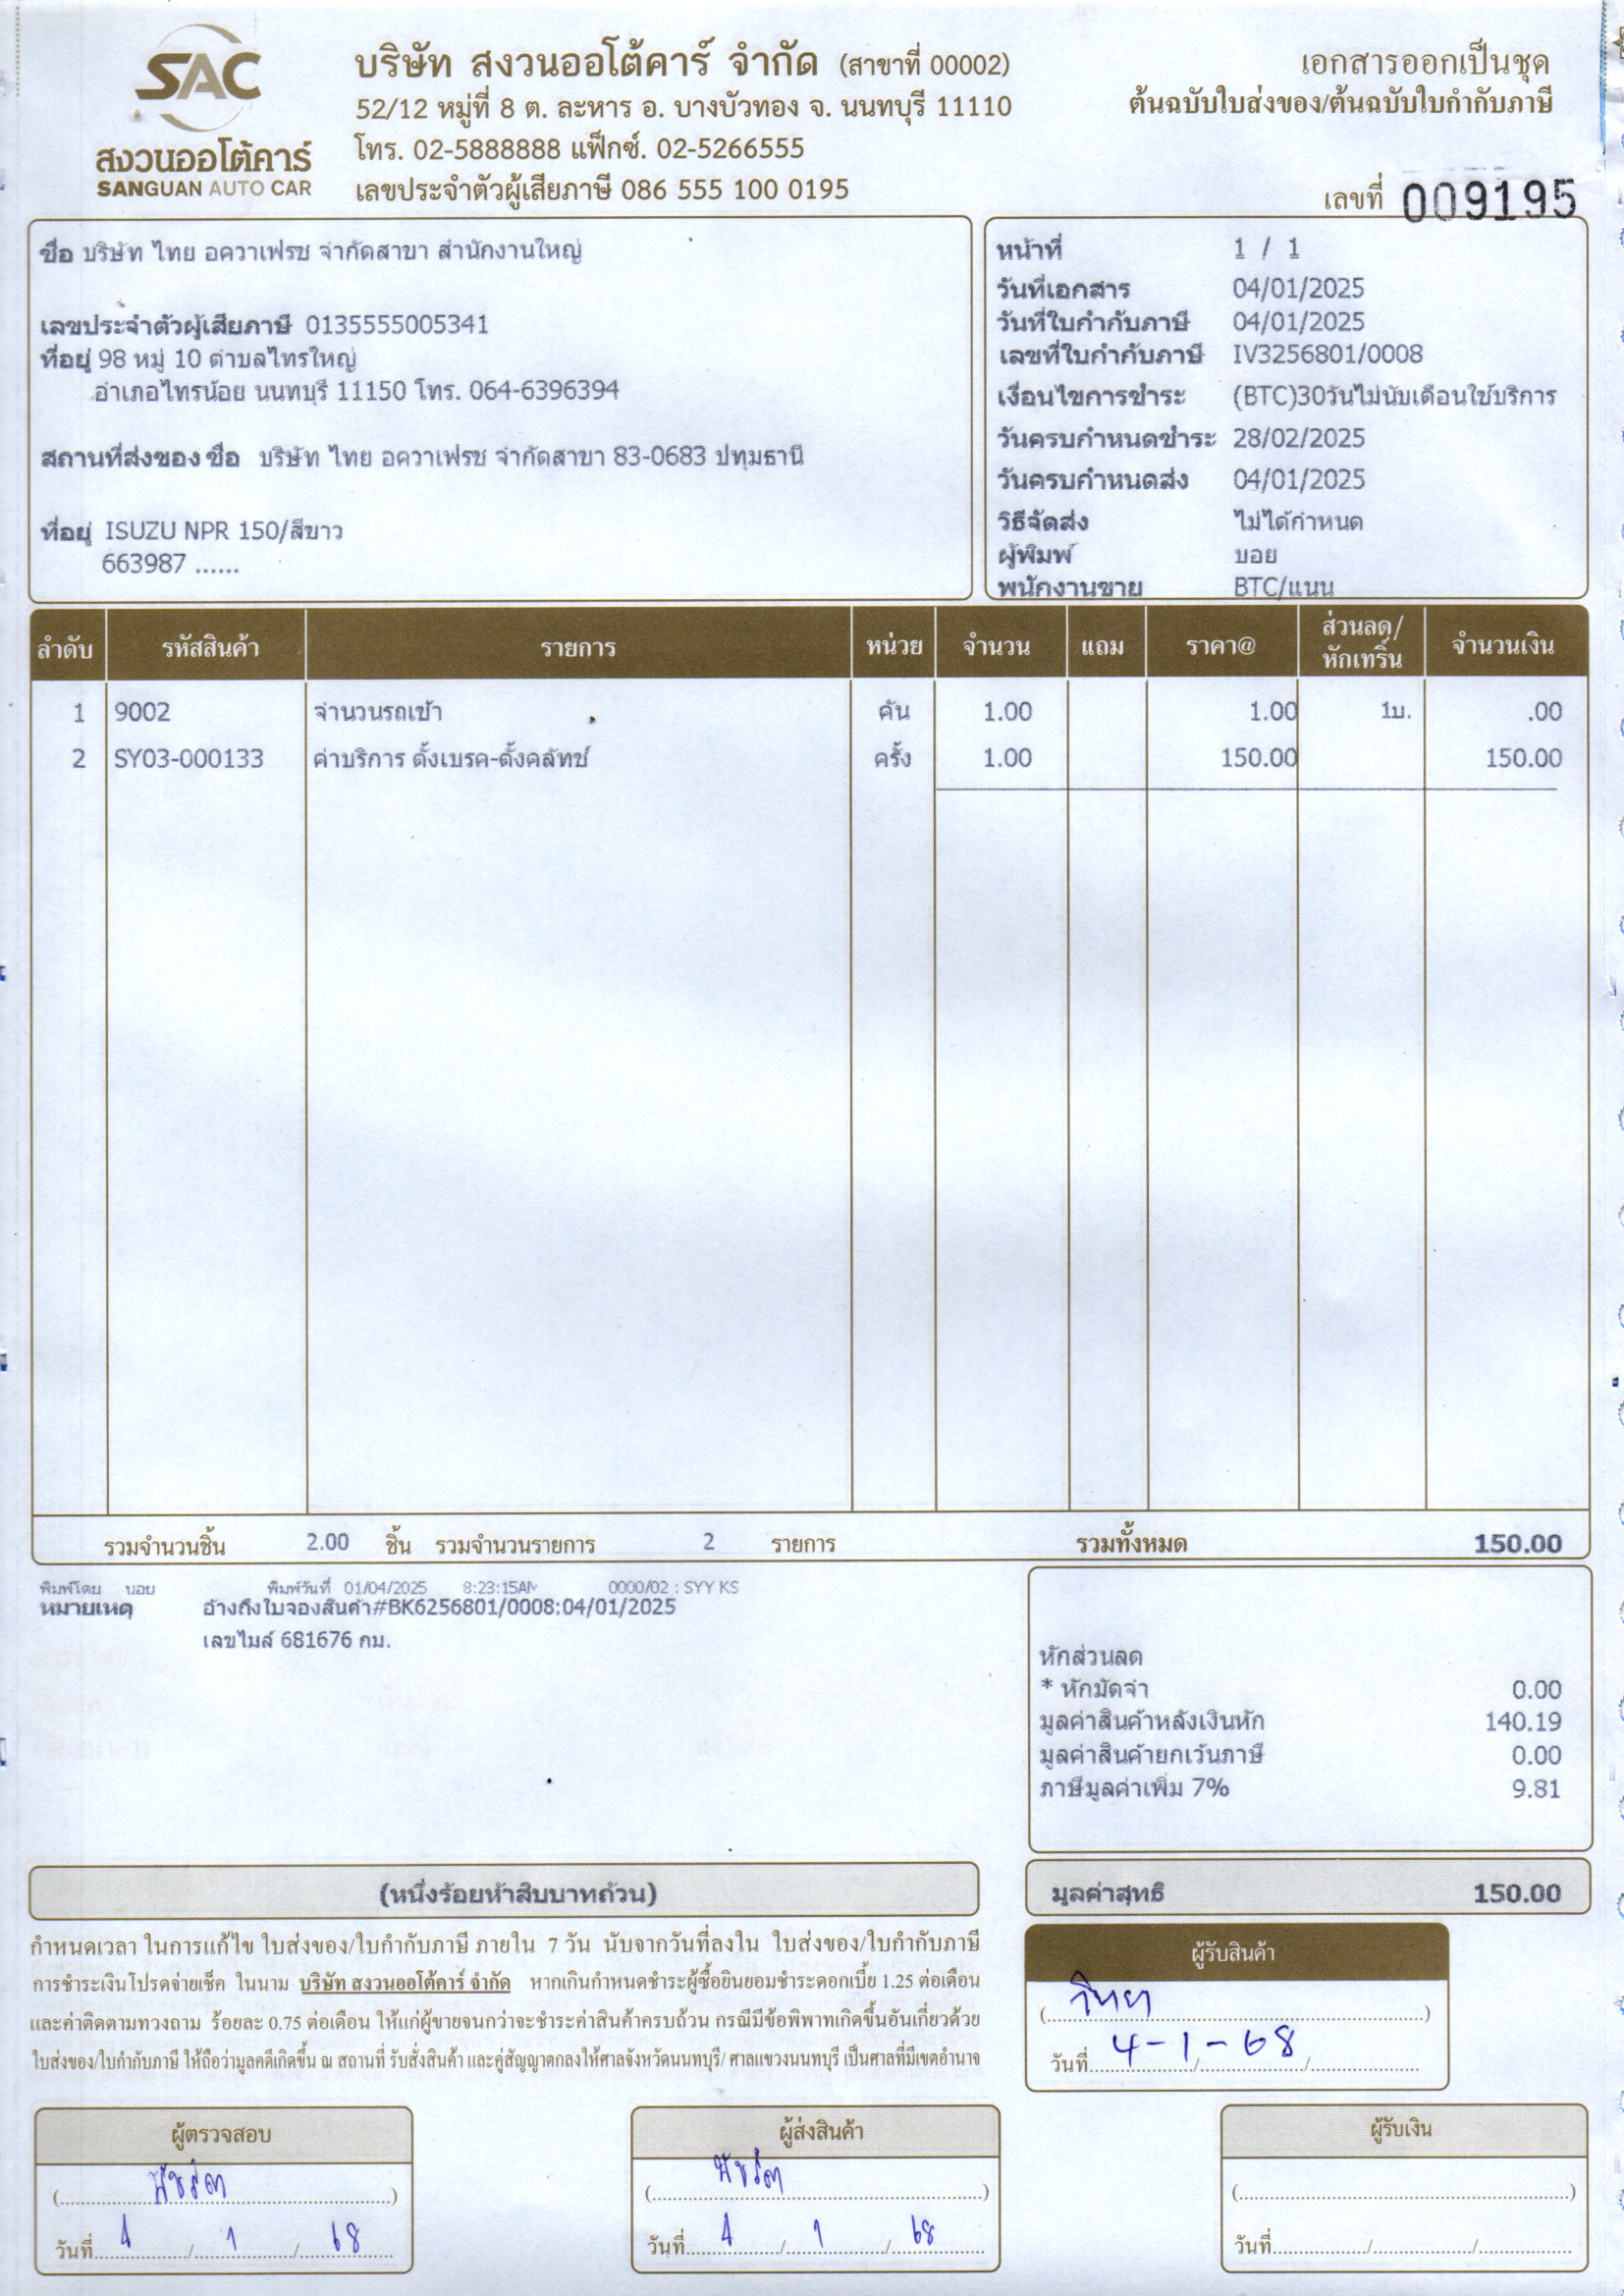 SAC
สงวนออโต้คาร์
SANGUAN AUTO CAR
บริษัท สงวนออโต้คาร์ จำกัด (สาขาที่ 00002)
52/12 หมู่ที่ 8 ต. ละหาร อ. บางบัวทอง จ. นนทบุรี 11110
โทร. 02-5888888 แฟ็กซ์. 02-5266555
เลขประจำตัวผู้เสียภาษี 086 555 100 0195
เอกสารออกเป็นชุด
ต้นฉบับใบส่งของ/ต้นฉบับใบกำกับภาษี
เลขที่ 009195
ชื่อ บริษัท ไทย อควาเฟรช จำกัดสาขา สำนักงานใหญ่
เลขประจำตัวผู้เสียภาษี 0135555005341
ที่อยู่ 98 หมู่ 10 ตำบลไทรใหญ่
อำเภอไทรน้อย นนทบุรี 11150 โทร. 064-6396394
สถานที่ส่งของ ชื่อ บริษัท ไทย อควาเฟรช จำกัดสาขา 83-0683 ปทุมธานี
ที่อยู่ ISUZU NPR 150/สีขาว
663987 ......
หน้าที่ 1 / 1
วันที่เอกสาร 04/01/2025
วันที่ใบกำกับภาษี 04/01/2025
เลขที่ใบกำกับภาษี IV3256801/0008
เงื่อนไขการชำระ (BTC)30วันไม่นับเดือนใช้บริการ
วันครบกำหนดชำระ 28/02/2025
วันครบกำหนดส่ง 04/01/2025
วิธีจัดส่ง ไม่ได้กำหนด
ผู้พิมพ์ บอย
พนักงานขาย BTC/แนน
ลำดับ รหัสสินค้า รายการ หน่วย จำนวน แถม ราคา@ ส่วนลด/หักเทริ์น จำนวนเงิน
1 9002 จำนวนรถเข้า คัน 1.00 1.00 1บ. .00
2 SY03-000133 ค่าบริการ ตั้งเบรค-ตั้งคลัทช์ ครั้ง 1.00 150.00 150.00
รวมจำนวนชิ้น 2.00 ชิ้น รวมจำนวนรายการ 2 รายการ รวมทั้งหมด 150.00
พิมพ์โดย บอย พิมพ์วันที่ 01/04/2025 8:23:15AM 0000/02 : SYY KS
หมายเหตุ อ้างถึงใบจองสินค้า#BK6256801/0008:04/01/2025
เลขไมล์ 681676 กม.
หักส่วนลด
* หักมัดจำ 0.00
มูลค่าสินค้าหลังเงินหัก 140.19
มูลค่าสินค้ายกเว้นภาษี 0.00
ภาษีมูลค่าเพิ่ม 7% 9.81
(หนึ่งร้อยห้าสิบบาทถ้วน)
มูลค่าสุทธิ 150.00
กำหนดเวลา ในการแก้ไข ใบส่งของ/ใบกำกับภาษี ภายใน 7 วัน นับจากวันที่ลงใน ใบส่งของ/ใบกำกับภาษี
การชำระเงินโปรดจ่ายเช็ค ในนาม บริษัท สงวนออโต้คาร์ จำกัด หากเกินกำหนดชำระผู้ซื้อยินยอมชำระดอกเบี้ย 1.25 ต่อเดือน
และค่าติดตามทวงถาม ร้อยละ 0.75 ต่อเดือน ให้แก่ผู้ขายจนกว่าจะชำระค่าสินค้าครบถ้วน กรณีมีข้อพิพาทเกิดขึ้นอันเกี่ยวด้วย
ใบส่งของ/ใบกำกับภาษี ให้ถือว่ามูลคดีเกิดขึ้น ณ สถานที่ รับสั่งสินค้า และคู่สัญญาตกลงให้ศาลจังหวัดนนทบุรี/ ศาลแขวงนนทบุรี เป็นศาลที่มีเขตอำนาจ
ผู้รับสินค้า
(วิทยา)
วันที่ 4-1-68
ผู้ตรวจสอบ
วันที่ 4/1/68
ผู้ส่งสินค้า
วันที่ 4/1/68
ผู้รับเงิน
(..........)
วันที่........../........../..........